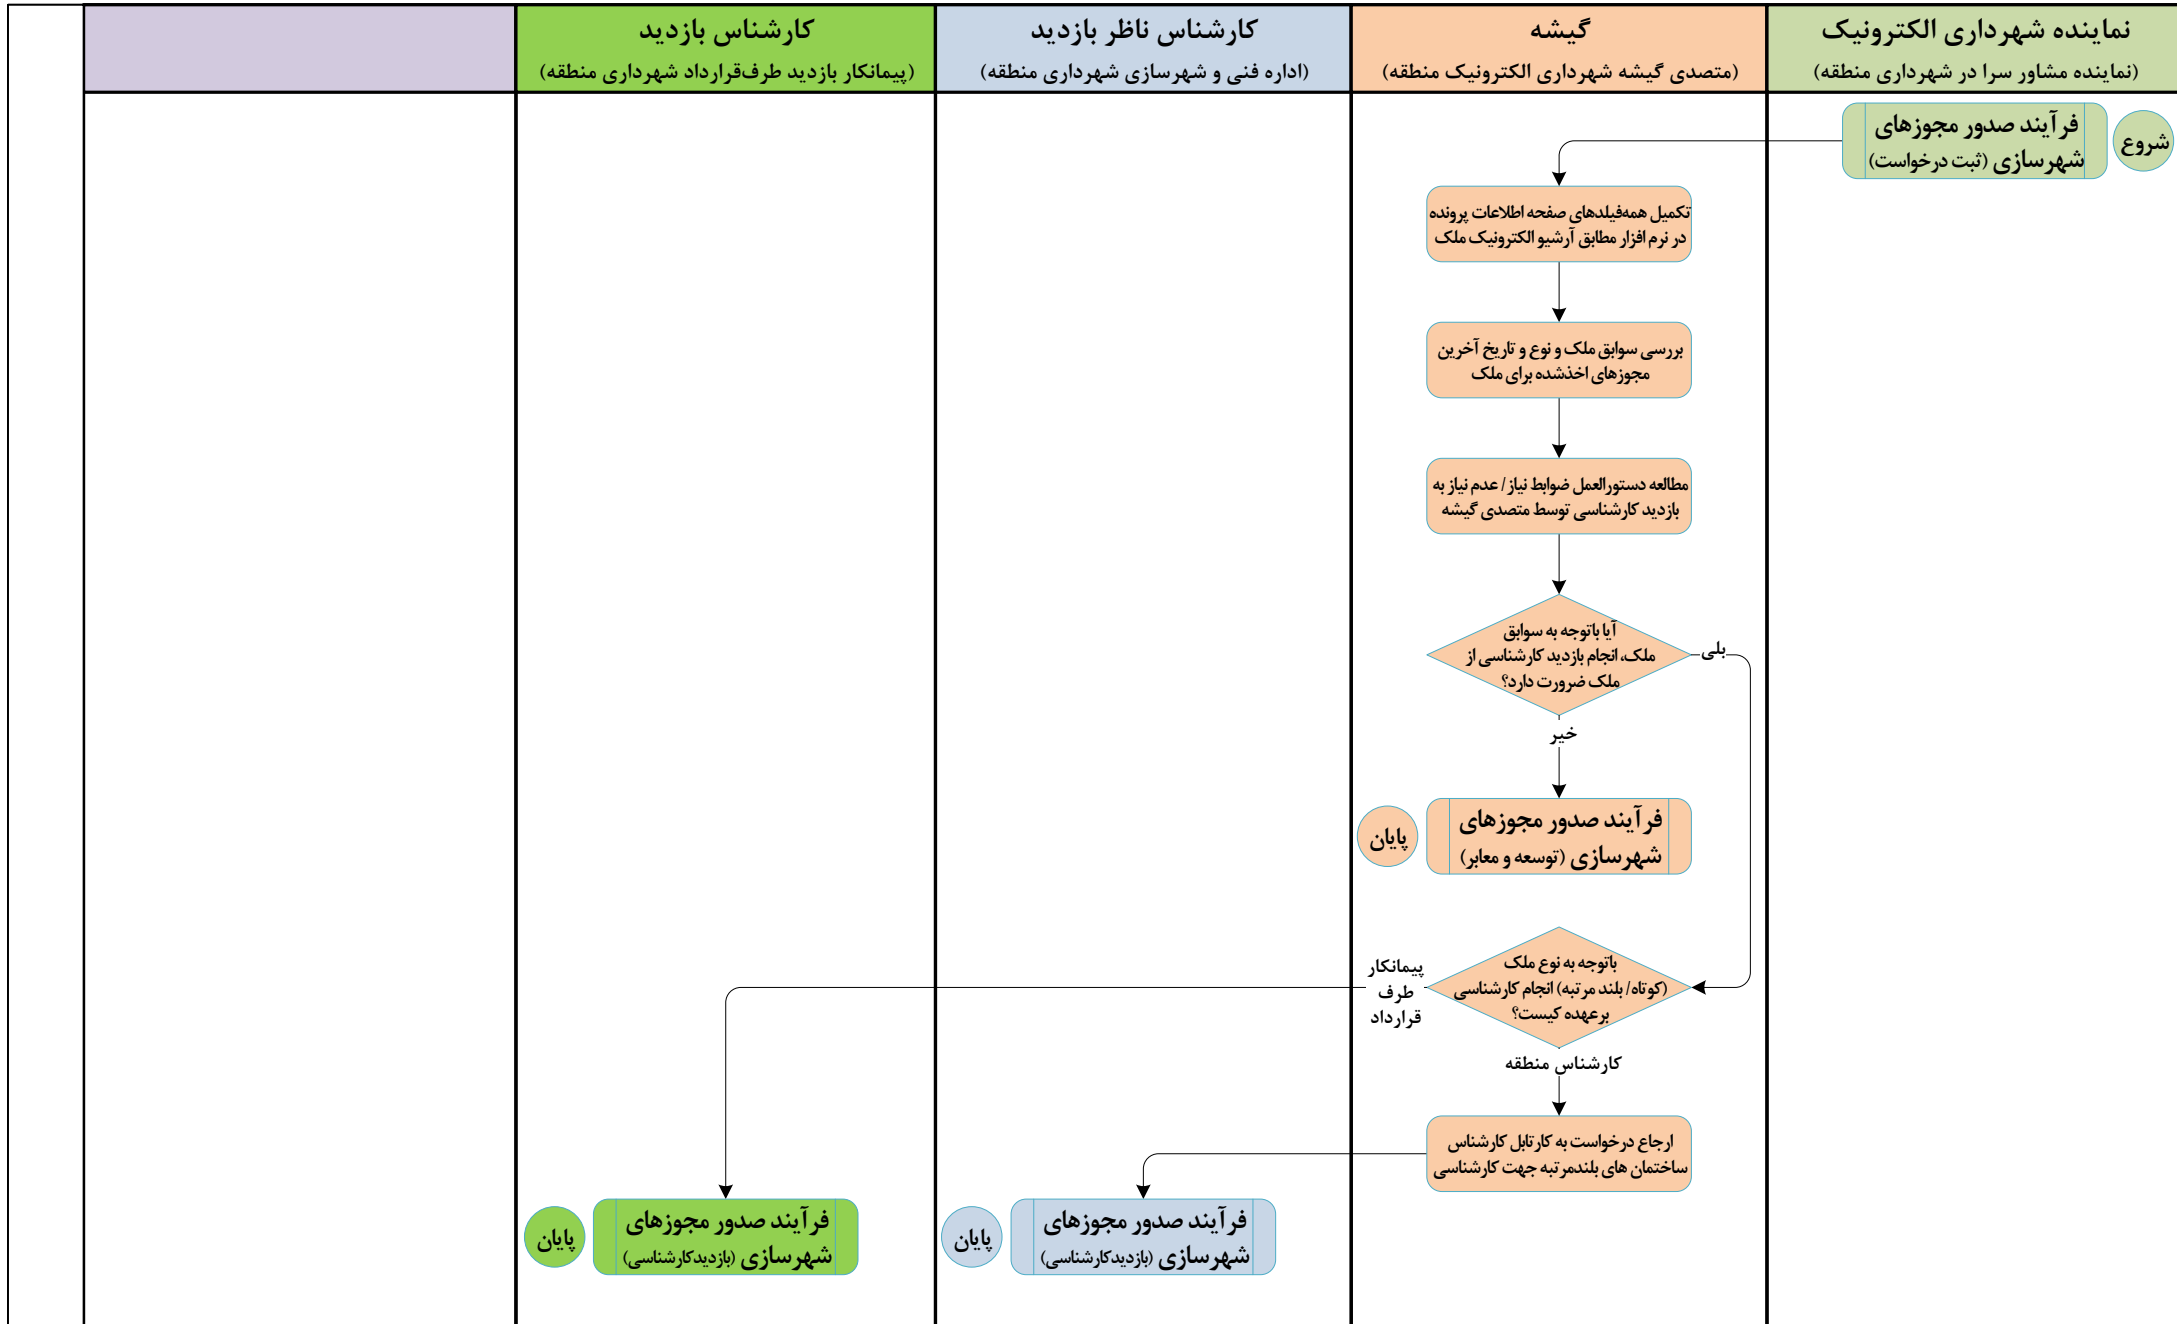 نماینده شهرداری الکترونیک
(نماینده مشاور سرا در شهرداری منطقه)
گیشه
(متصدی گیشه شهرداری الکترونیک منطقه)
کارشناس ناظر بازدید
(اداره فنی و شهرسازی شهرداری منطقه)
کارشناس بازدید
(پیمانکار بازدید طرف‌قرارداد شهرداری منطقه)
شروع
فرآیند صدور مجوزهای
شهرسازی (ثبت درخواست)
تکمیل همه‌فیلدهای صفحه اطلاعات پرونده
در نرم افزار مطابق آرشیو الکترونیک ملک
بررسی سوابق ملک و نوع و تاریخ آخرین
مجوزهای اخذشده برای ملک
مطالعه دستورالعمل ضوابط نیاز/ عدم نیاز به
بازدید کارشناسی توسط متصدی گیشه
آیا باتوجه به سوابق
ملک، انجام بازدید کارشناسی از
ملک ضرورت دارد؟
بلی
خیر
فرآیند صدور مجوزهای
شهرسازی (توسعه و معابر)
پایان
باتوجه به نوع ملک
(کوتاه/ بلند مرتبه) انجام کارشناسی
برعهده کیست؟
پیمانکار
طرف
قرارداد
کارشناس منطقه
ارجاع درخواست به کارتابل کارشناس
ساختمان های بلندمرتبه جهت کارشناسی
فرآیند صدور مجوزهای
شهرسازی (بازدیدکارشناسی)
پایان
فرآیند صدور مجوزهای
شهرسازی (بازدیدکارشناسی)
پایان